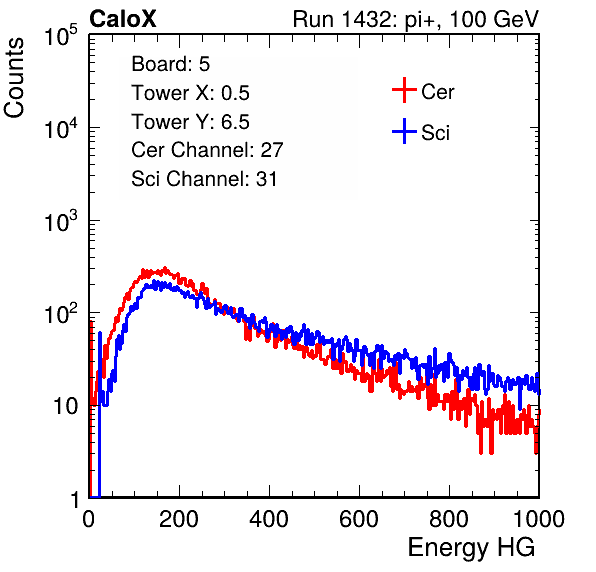 CaloX Run 1432: pi+, 100 GeV
Counts
10^5
10^4
10^3
10^2
10
1
Board: 5
Tower X: 0.5
Tower Y: 6.5
Cer Channel: 27
Sci Channel: 31
Cer
Sci
0 200 400 600 800 1000
Energy HG